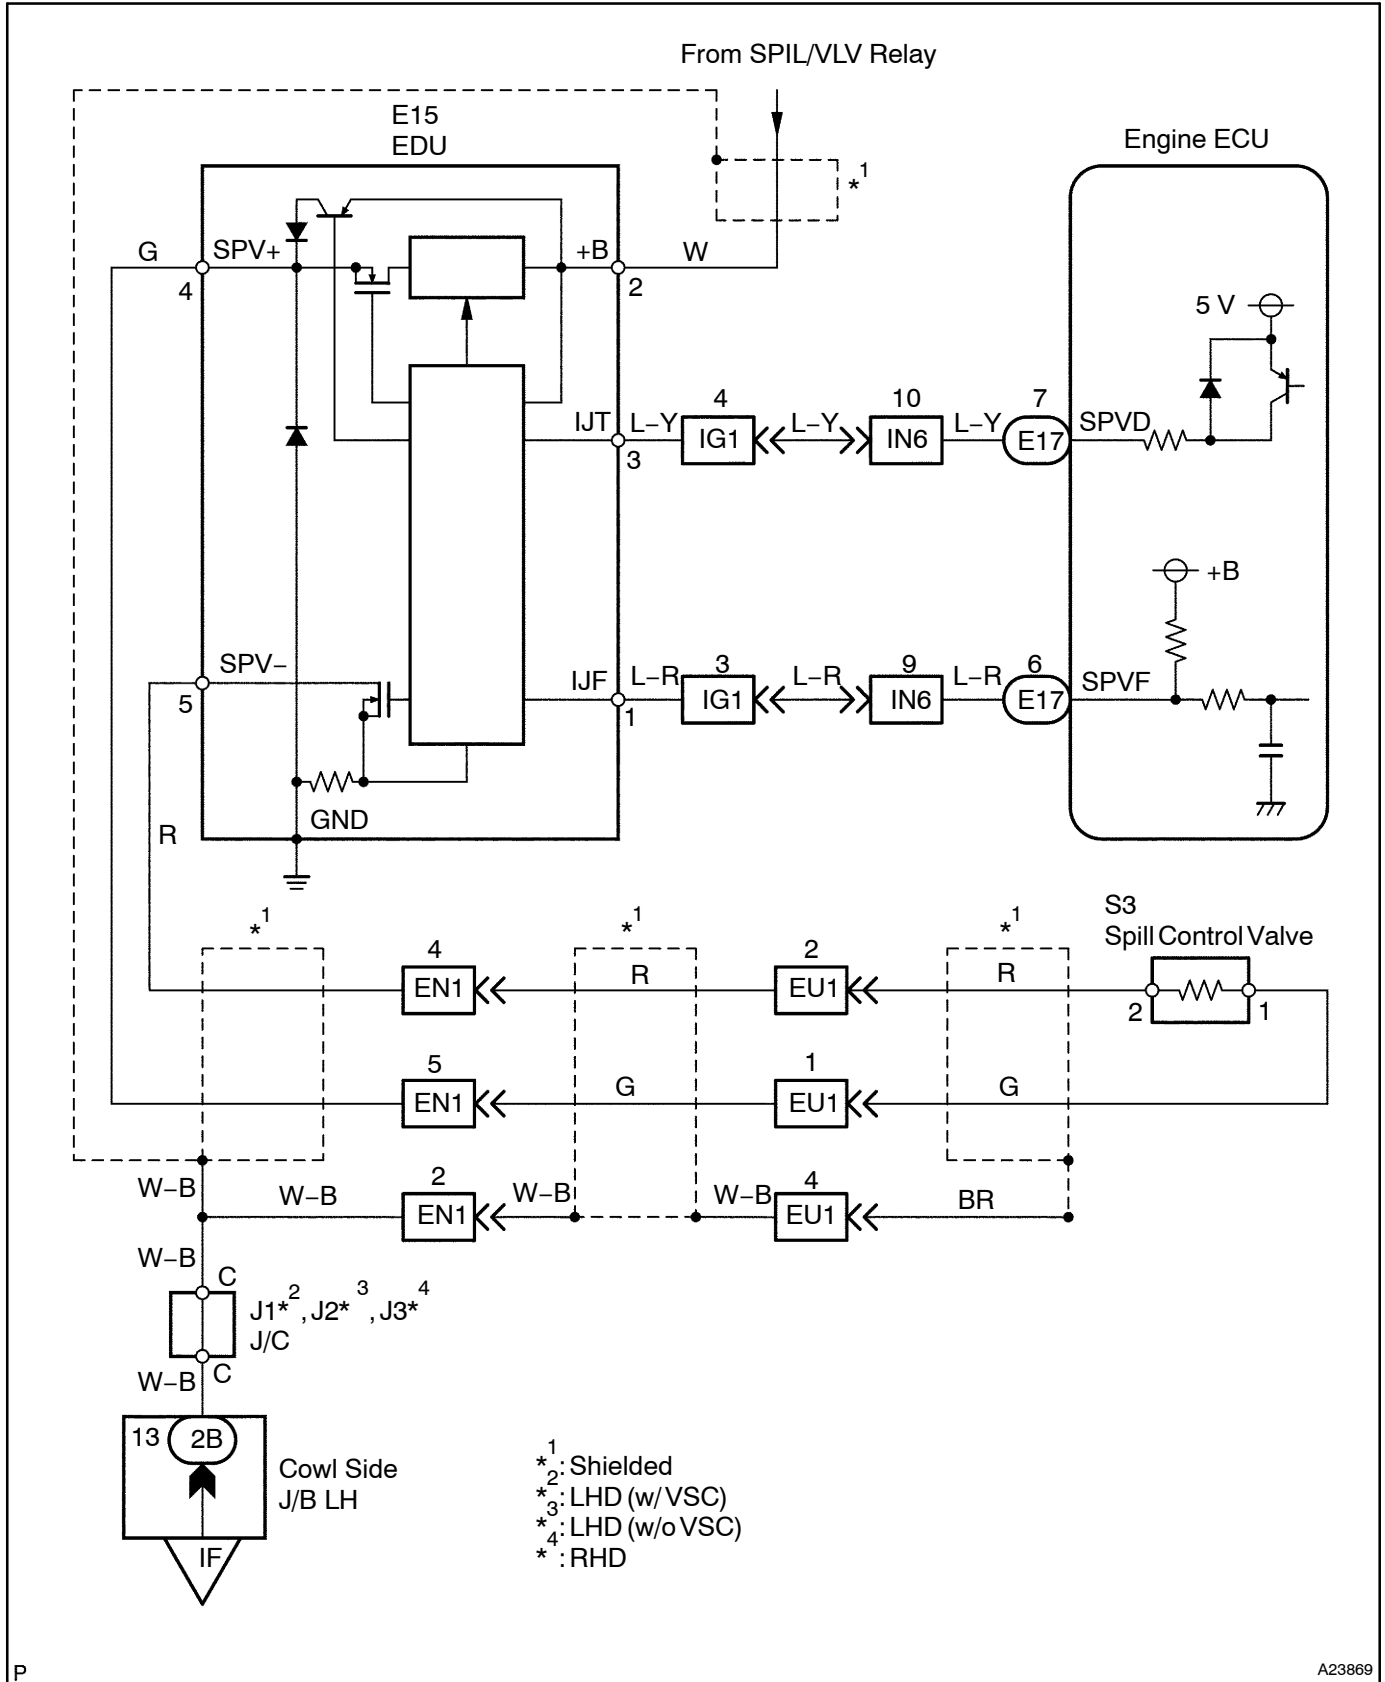 From SPIL/VLV Relay
E15
EDU
Engine ECU
*1
G
SPV+
+B
W
4
2
5 V
4
10
7
IJT
L-Y
IG1
L-Y
IN6
L-Y
E17
SPVD
3
+B
SPV-
3
9
6
IJF
L-R
IG1
L-R
IN6
L-R
E17
SPVF
5
1
GND
R
*1
*1
*1
S3
Spill Control Valve
4
R
2
R
EN1
EU1
2
1
5
G
1
G
EN1
EU1
W-B
W-B
2
W-B
W-B
4
BR
EN1
EU1
W-B
C
J1*2, J2*3, J3*4
J/C
C
W-B
13
2B
Cowl Side
J/B LH
IF
*1: Shielded
*2: LHD (w/ VSC)
*3: LHD (w/o VSC)
*4: RHD
P
A23869